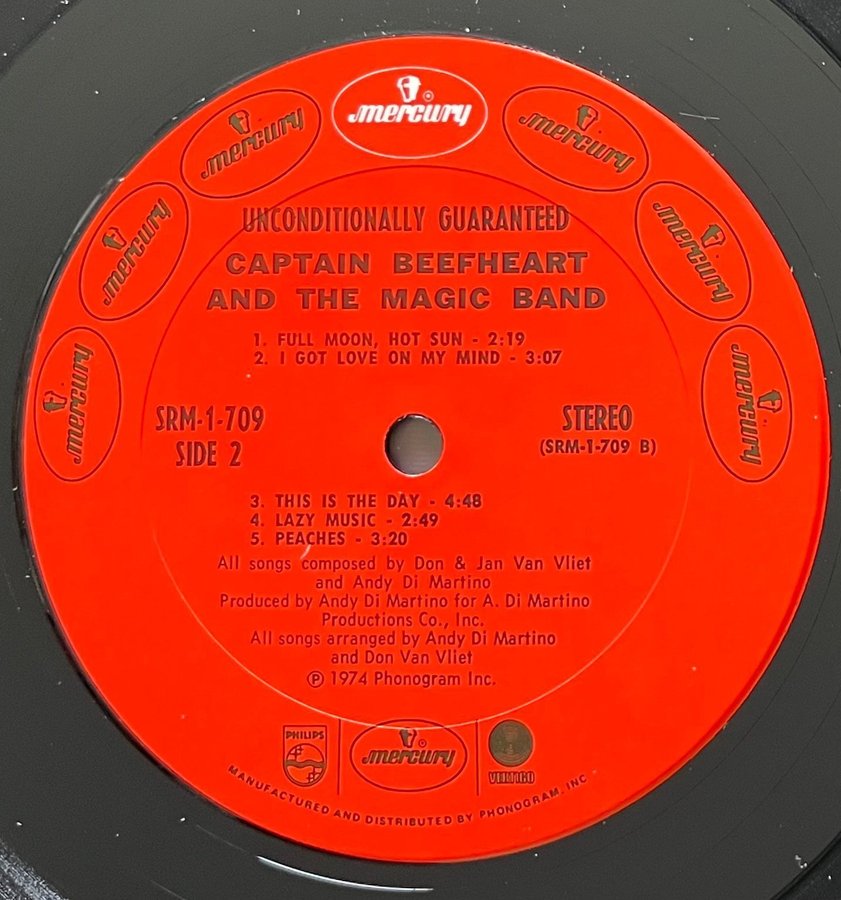 mercury
mercury
mercury
mercury
mercury
mercury
mercury
UNCONDITIONALLY GUARANTEED
CAPTAIN BEEFHEART
AND THE MAGIC BAND
1. FULL MOON, HOT SUN - 2:19
2. I GOT LOVE ON MY MIND - 3:07
SRM-1-709
SIDE 2
STEREO
(SRM-1-709 B)
3. THIS IS THE DAY - 4:48
4. LAZY MUSIC - 2:49
5. PEACHES - 3:20
All songs composed by Don & Jan Van Vliet
and Andy Di Martino
Produced by Andy Di Martino for A. Di Martino
Productions Co., Inc.
All songs arranged by Andy Di Martino
and Don Van Vliet
℗ 1974 Phonogram Inc.
PHILIPS
mercury
VERTIGO
MANUFACTURED AND DISTRIBUTED BY PHONOGRAM, INC